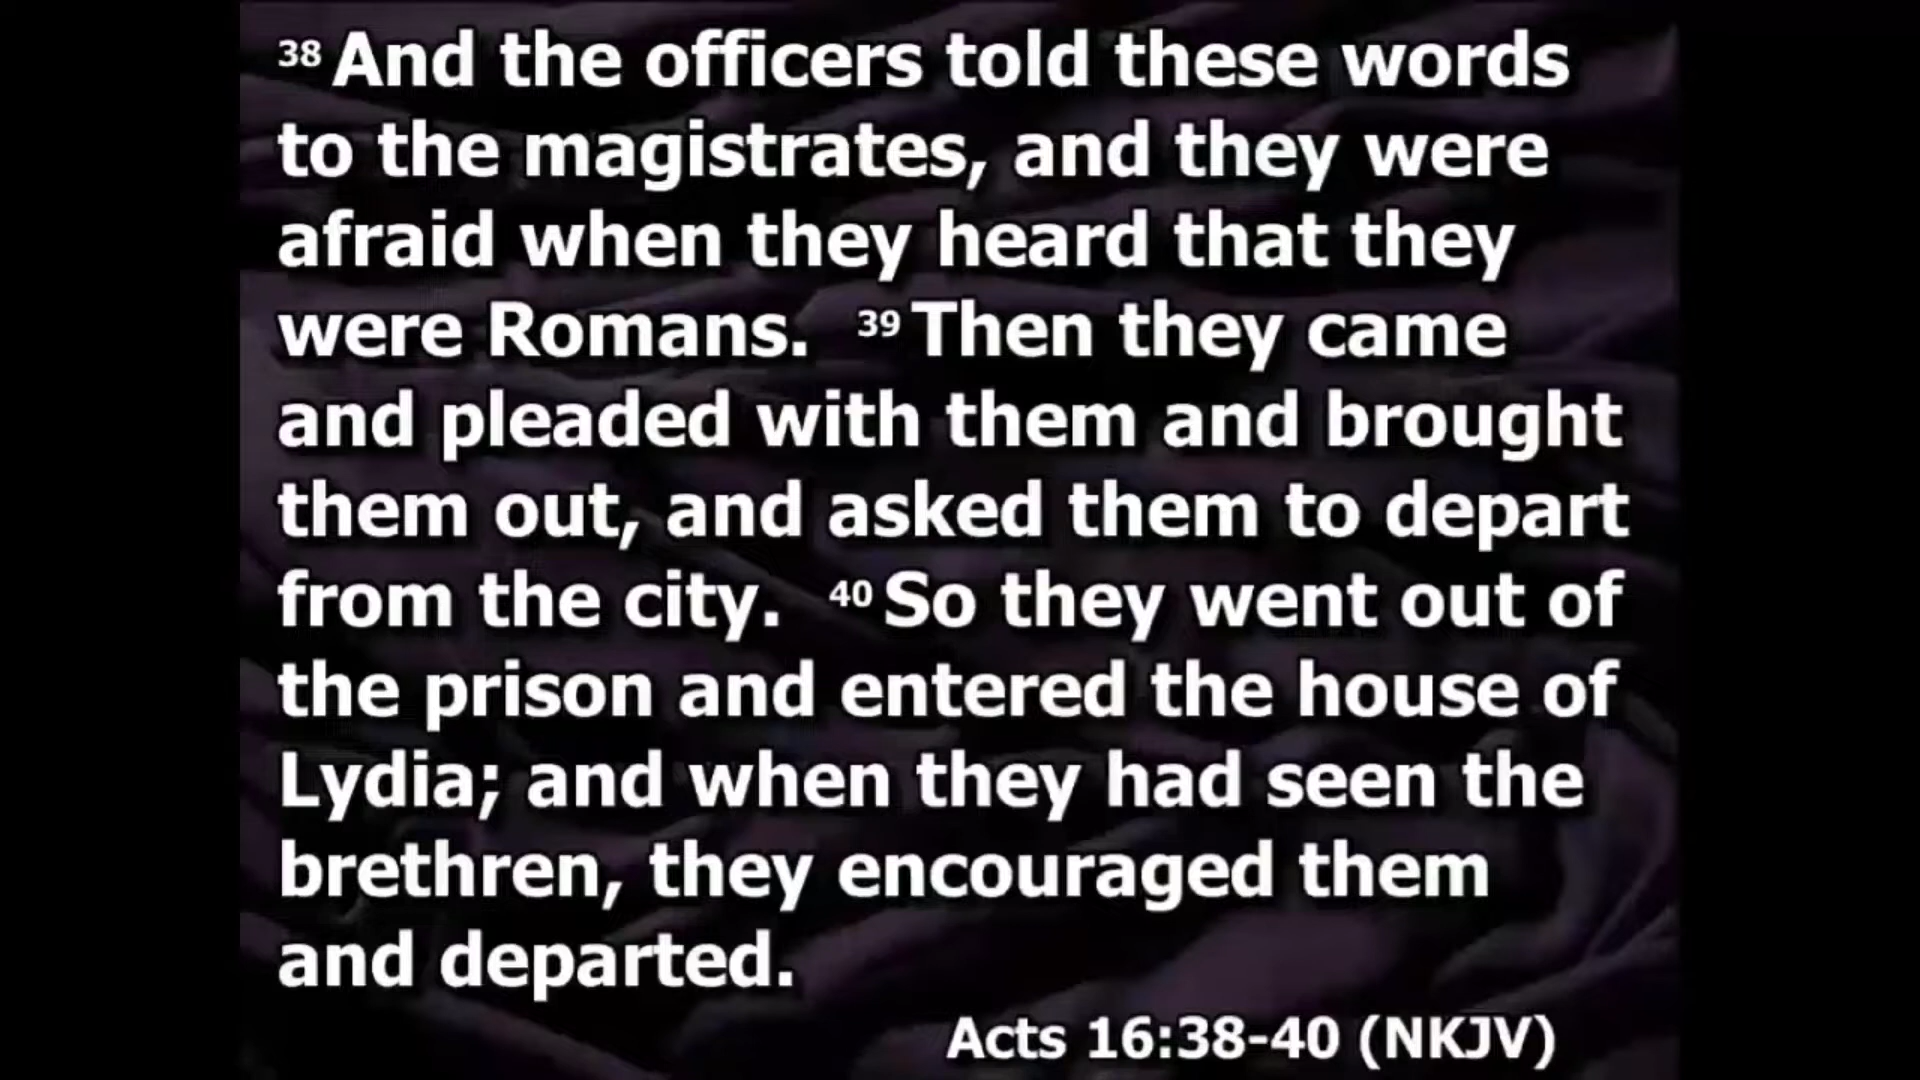 38 And the officers told these words
to the magistrates, and they were
afraid when they heard that they
were Romans. 39 Then they came
and pleaded with them and brought
them out, and asked them to depart
from the city. 40 So they went out of
the prison and entered the house of
Lydia; and when they had seen the
brethren, they encouraged them
and departed.
Acts 16:38-40 (NKJV)